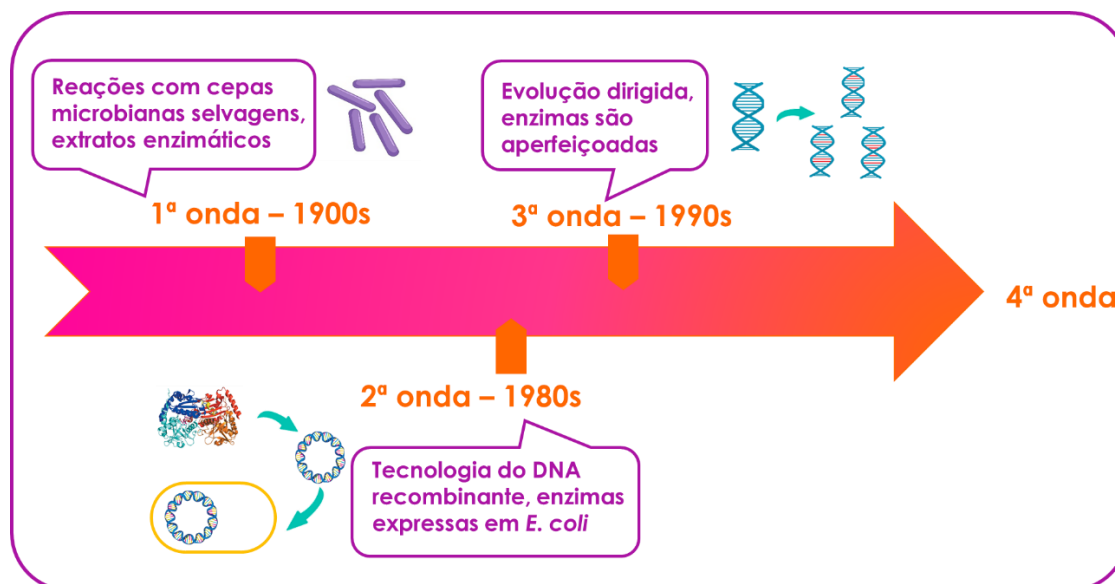 Reações com cepas
microbianas selvagens,
extratos enzimáticos
1ª onda – 1900s
Evolução dirigida,
enzimas são
aperfeiçoadas
3ª onda – 1990s
4ª onda
2ª onda – 1980s
Tecnologia do DNA
recombinante, enzimas
expressas em E. coli